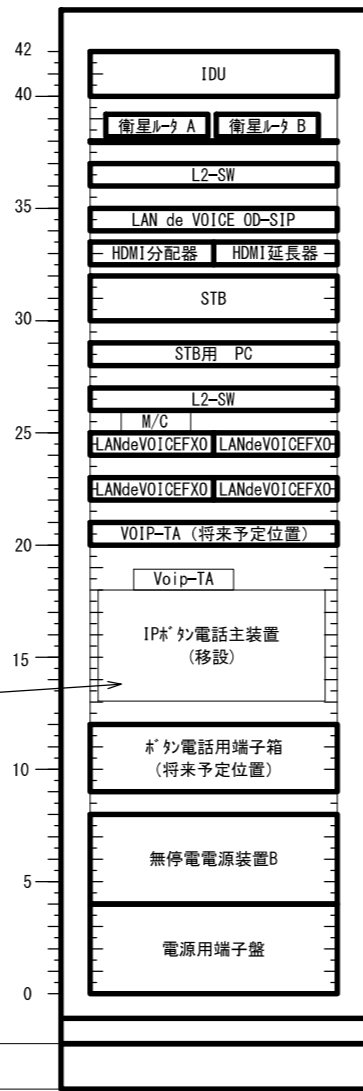 42
IDU
40
衛星ﾙｰﾀ A 衛星ﾙｰﾀ B
L2-SW
35
LAN de VOICE OD-SIP
HDMI分配器 HDMI延長器
STB
30
STB用 PC
L2-SW
M/C
25
LANdeVOICEFXO LANdeVOICEFXO
LANdeVOICEFXO LANdeVOICEFXO
VOIP-TA (将来予定位置)
20
Voip-TA
IPﾎﾞﾀﾝ電話主装置
(移設)
15
ﾎﾞﾀﾝ電話用端子箱
(将来予定位置)
10
無停電電源装置B
5
電源用端子盤
0